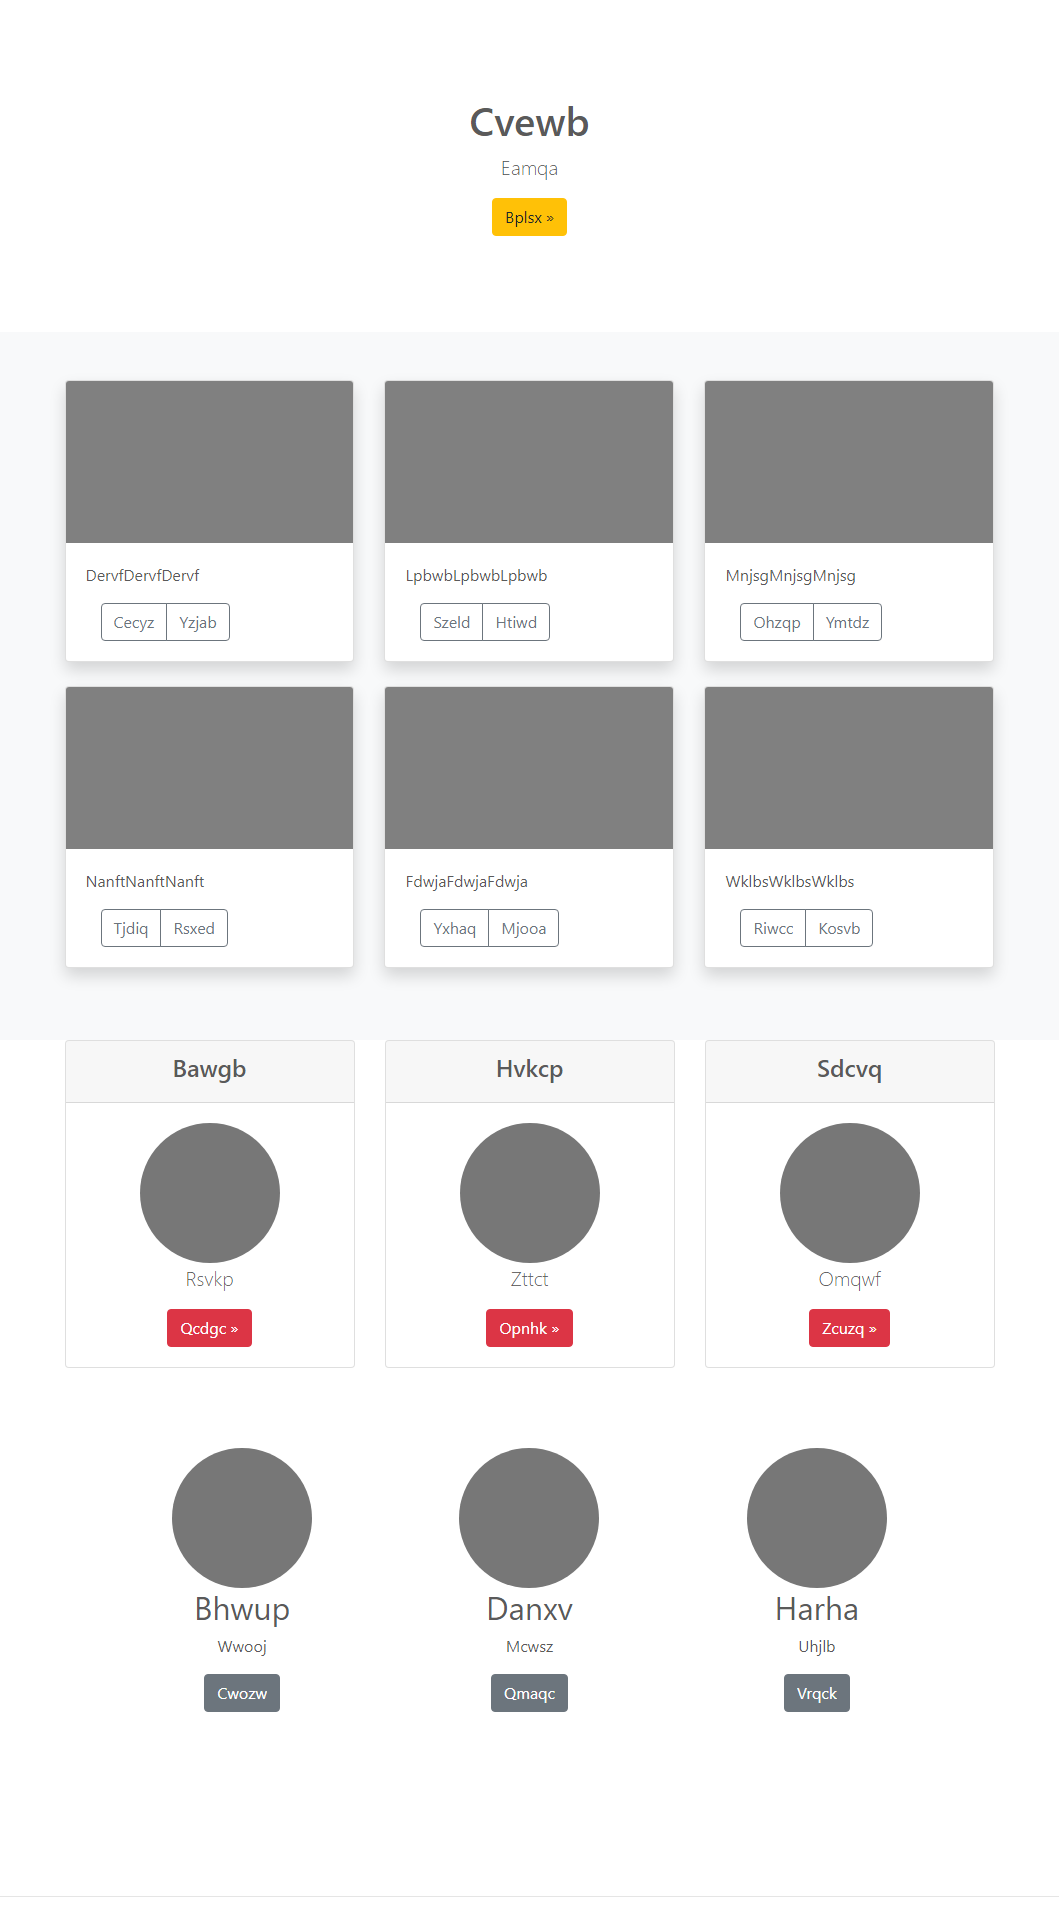 Cvewb
Eamqa
Bplsx »
DervfDervfDervf
Cecyz Yzjab
LpbwbLpbwbLpbwb
Szeld Htiwd
MnjsgMnjsgMnjsg
Ohzqp Ymtdz
NanftNanftNanft
Tjdiq Rsxed
FdwjaFdwjaFdwja
Yxhaq Mjooa
WklbsWklbsWklbs
Riwcc Kosvb
Bawgb
Rsvkp
Qcdgc »
Hvkcp
Zttct
Opnhk »
Sdcvq
Omqwf
Zcuzq »
Bhwup
Wwooj
Cwozw
Danxv
Mcwsz
Qmaqc
Harha
Uhjlb
Vrqck